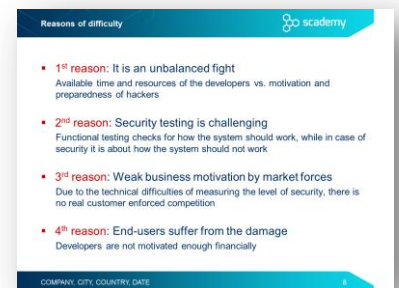 Reasons of difficulty
scademy
1st reason: It is an unbalanced fight
Available time and resources of the developers vs. motivation and
preparedness of hackers
2nd reason: Security testing is challenging
Functional testing checks for how the system should work, while in case of
security it is about how the system should not work
3rd reason: Weak business motivation by market forces
Due to the technical difficulties of measuring the level of security, there is
no real customer enforced competition
4th reason: End-users suffer from the damage
Developers are not motivated enough financially
COMPANY, CITY, COUNTRY, DATE
6